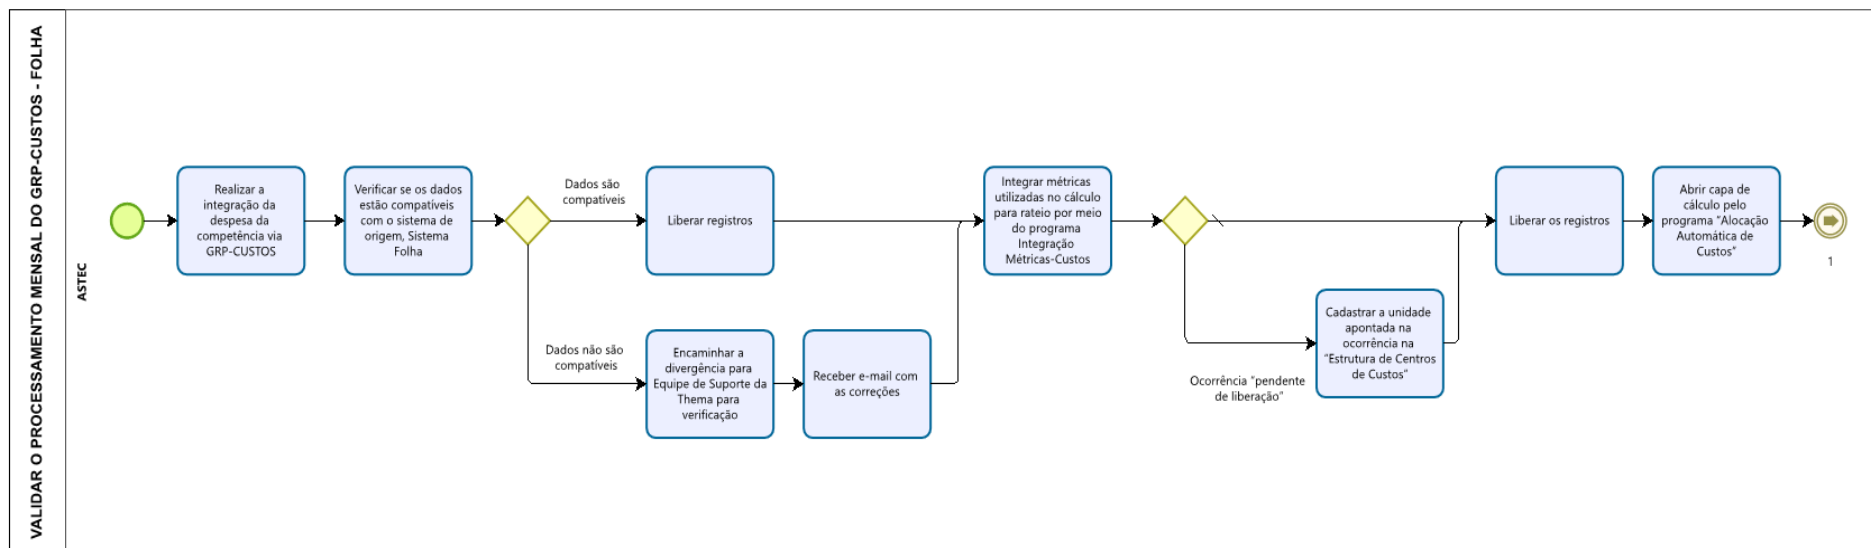 VALIDAR O PROCESSAMENTO MENSAL DO GRP-CUSTOS - FOLHA
ASTEC
Realizar a
integração da
despesa da
competência via
GRP-CUSTOS
Verificar se os dados
estão compatíveis
com o sistema de
origem, Sistema
Folha
Dados são
compatíveis
Liberar registros
Dados não são
compatíveis
Encaminhar a
divergência para
Equipe de Suporte da
Thema para
verificação
Receber e-mail com
as correções
Integrar métricas
utilizadas no cálculo
para rateio por meio
do programa
Integração
Métricas-Custos
Ocorrência "pendente
de liberação"
Cadastrar a unidade
apontada na
ocorrência na
"Estrutura de Centros
de Custos"
Liberar os registros
Abrir capa de
cálculo pelo
programa "Alocação
Automática de
Custos"
1